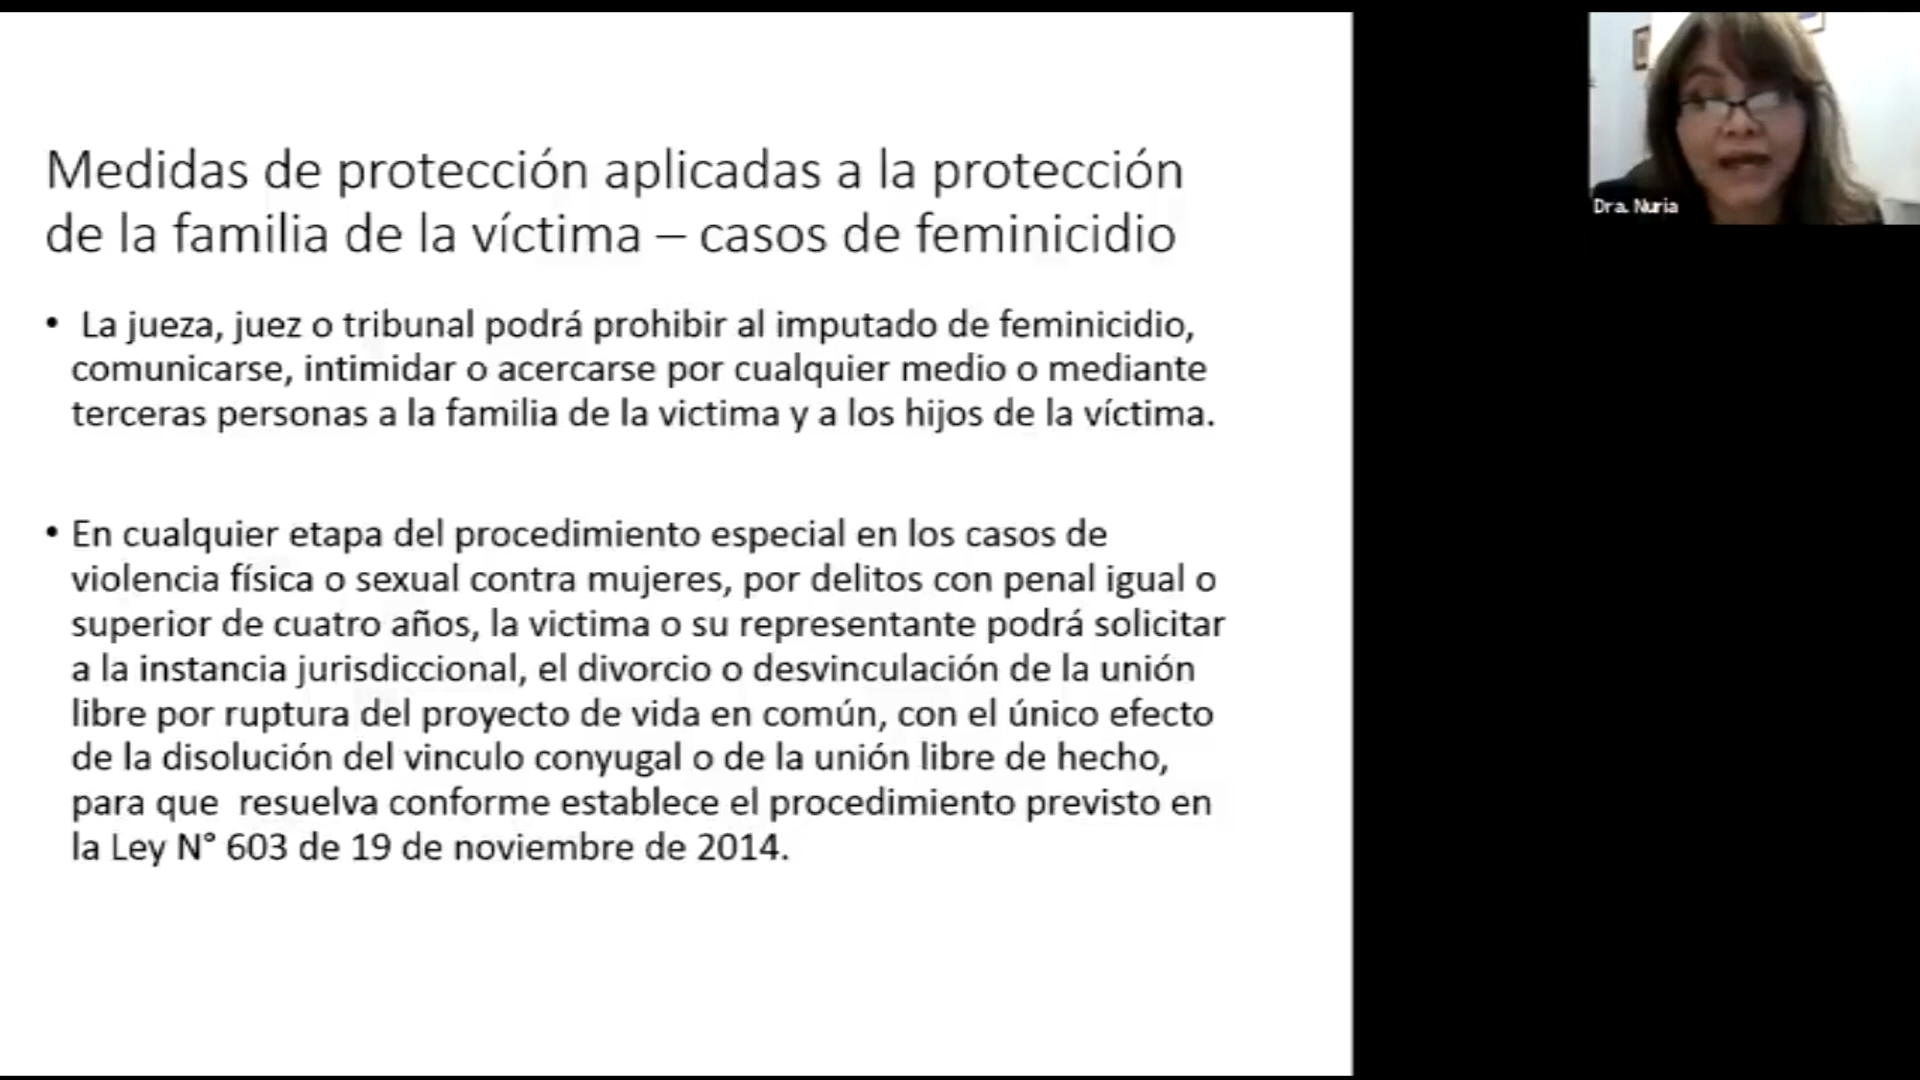 Medidas de protección aplicadas a la protección
de la familia de la víctima – casos de feminicidio
• La jueza, juez o tribunal podrá prohibir al imputado de feminicidio,
comunicarse, intimidar o acercarse por cualquier medio o mediante
terceras personas a la familia de la victima y a los hijos de la víctima.
• En cualquier etapa del procedimiento especial en los casos de
violencia física o sexual contra mujeres, por delitos con penal igual o
superior de cuatro años, la victima o su representante podrá solicitar
a la instancia jurisdiccional, el divorcio o desvinculación de la unión
libre por ruptura del proyecto de vida en común, con el único efecto
de la disolución del vinculo conyugal o de la unión libre de hecho,
para que  resuelva conforme establece el procedimiento previsto en
la Ley N° 603 de 19 de noviembre de 2014.
Dra. Nuria